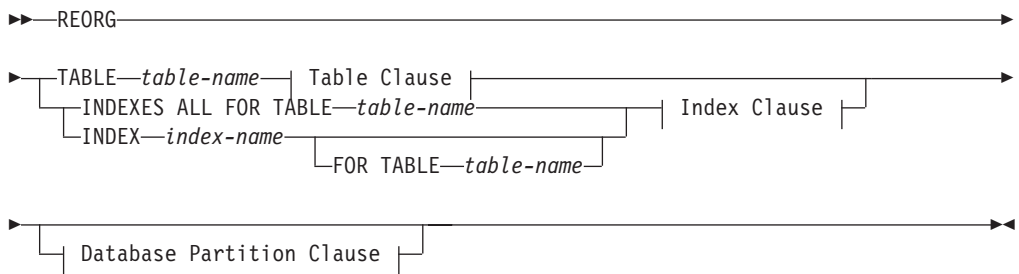 REORG
TABLE table-name Table Clause
INDEXES ALL FOR TABLE table-name Index Clause
INDEX index-name
FOR TABLE table-name
Database Partition Clause